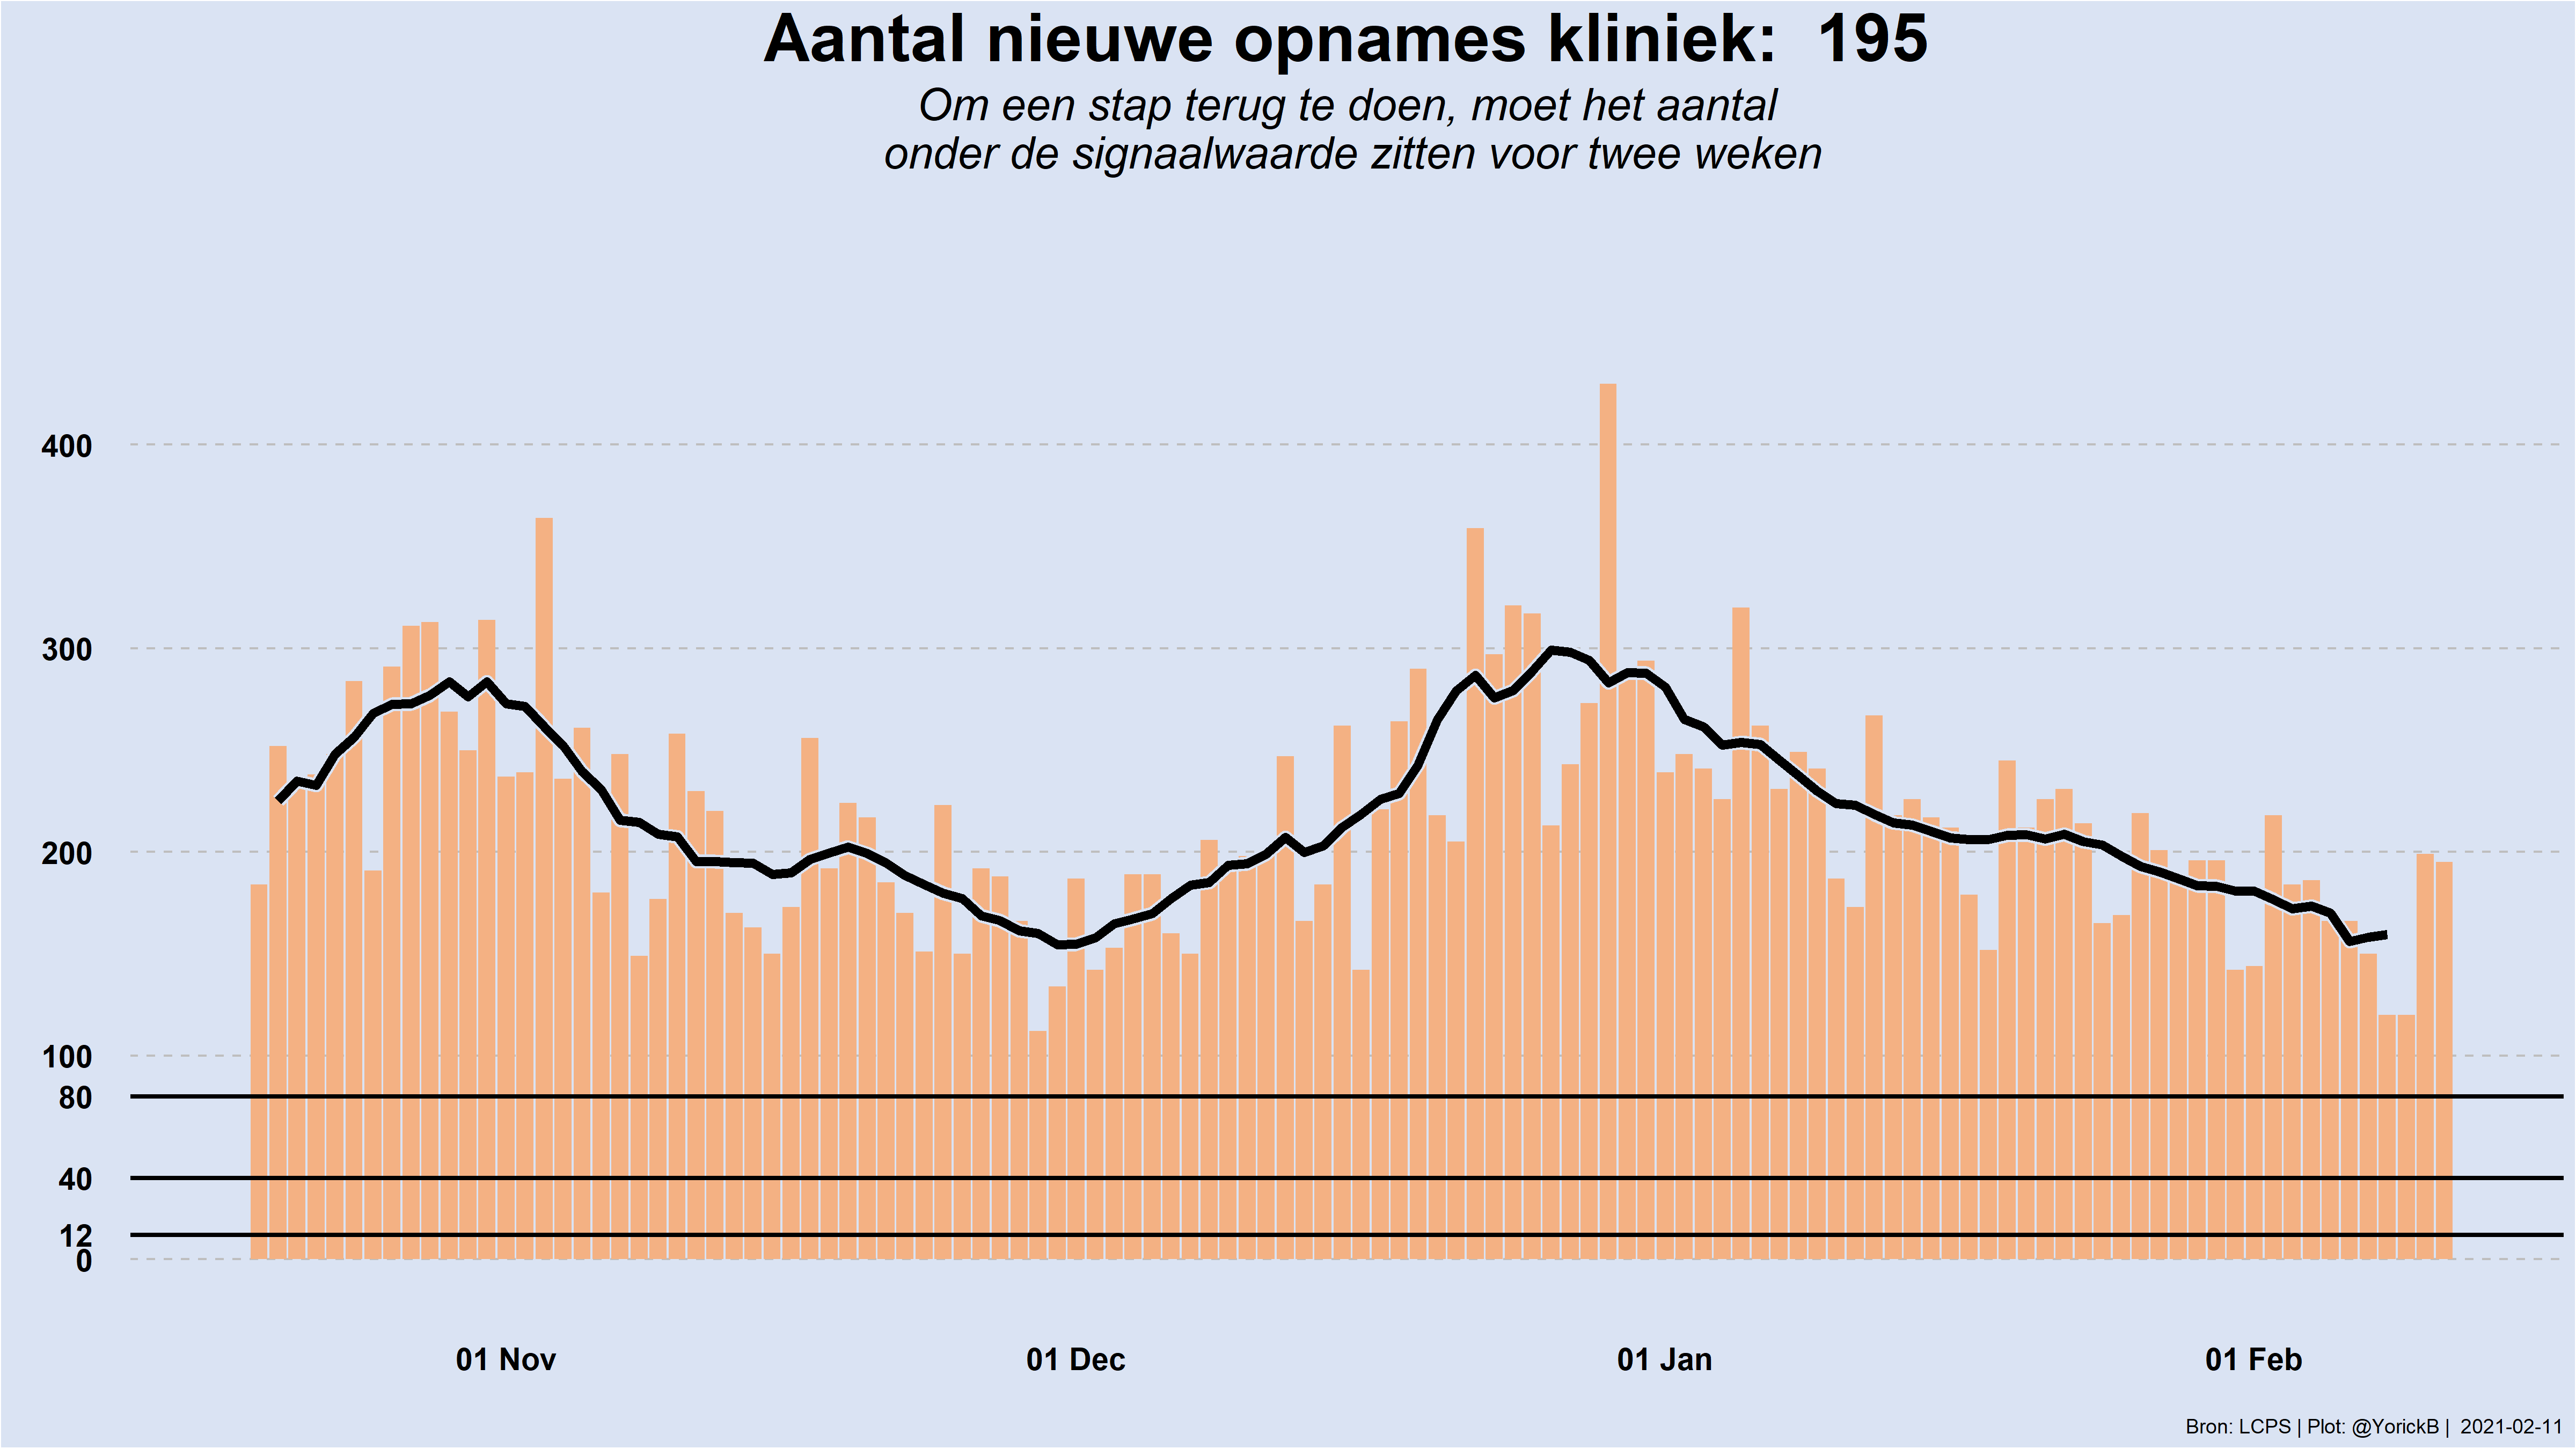 Aantal nieuwe opnames kliniek:  195
Om een stap terug te doen, moet het aantal
onder de signaalwaarde zitten voor twee weken
400
300
200
100
80
40
12
0
01 Nov
01 Dec
01 Jan
01 Feb
Bron: LCPS | Plot: @YorickB |  2021-02-11